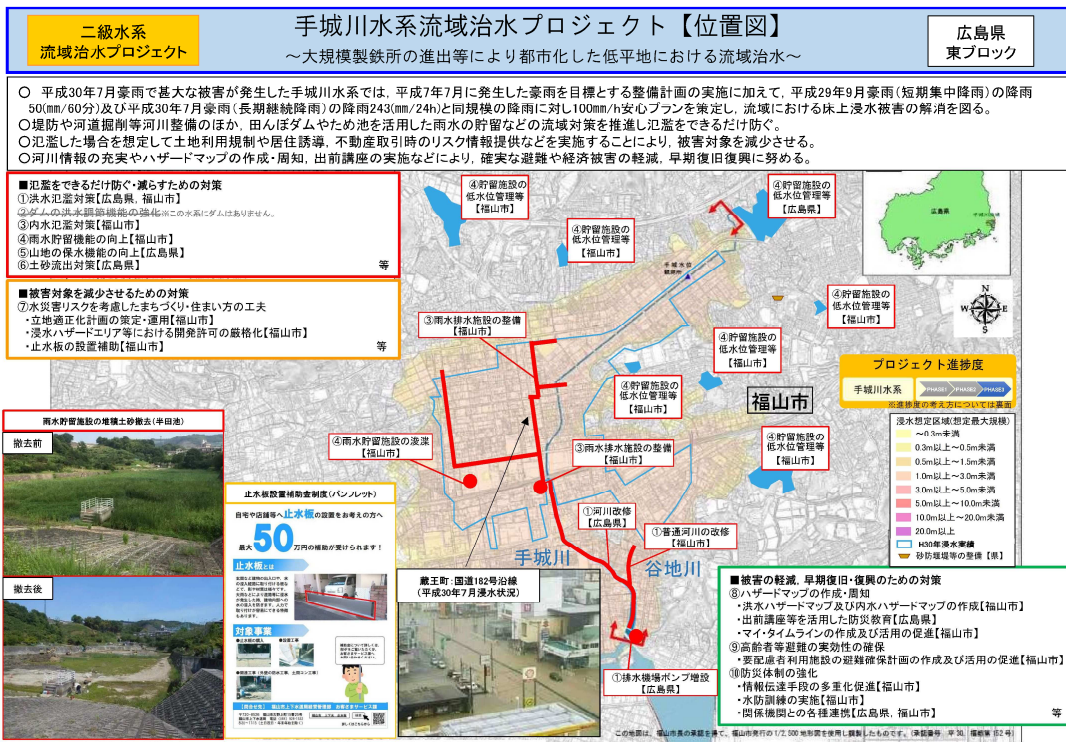 二級水系
流域治水プロジェクト
手城川水系流域治水プロジェクト【位置図】
～大規模製鉄所の進出等により都市化した低平地における流域治水～
広島県
東ブロック
○ 平成30年7月豪雨で甚大な被害が発生した手城川水系では，平成7年7月に発生した豪雨を目標とする整備計画の実施に加えて，平成29年9月豪雨（短期集中降雨）の降雨
50(mm/60分)及び平成30年7月豪雨（長期継続降雨）の降雨243(mm/24h)と同規模の降雨に対し100mm/h安心プランを策定し，流域における床上浸水被害の解消を図る。
○堤防や河道掘削等河川整備のほか，田んぼダムやため池を活用した雨水の貯留などの流域対策を推進し氾濫をできるだけ防ぐ。
○氾濫した場合を想定して土地利用規制や居住誘導，不動産取引時のリスク情報提供などを実施することにより，被害対象を減少させる。
○河川情報の充実やハザードマップの作成・周知，出前講座の実施などにより，確実な避難や経済被害の軽減，早期復旧復興に努める。
■氾濫をできるだけ防ぐ・減らすための対策
①洪水氾濫対策【広島県，福山市】
②ダムの洪水調節機能の強化※この水系にダムはありません。
③内水氾濫対策【福山市】
④雨水貯留機能の向上【福山市】
⑤山地の保水機能の向上【広島県】
⑥土砂流出対策【広島県】
等
■被害対象を減少させるための対策
⑦水災害リスクを考慮したまちづくり・住まい方の工夫
・立地適正化計画の策定・運用【福山市】
・浸水ハザードエリア等における開発許可の厳格化【福山市】
・止水板の設置補助【福山市】
等
④貯留施設の
低水位管理等
【福山市】
④貯留施設の
低水位管理等
【福山市】
④貯留施設の
低水位管理等
【広島県】
手城水位
観測所
広島県
④貯留施設の
低水位管理等
【福山市】
N
W
E
S
③雨水排水施設の整備
【福山市】
④貯留施設の
低水位管理等
【福山市】
④貯留施設の
低水位管理等
【福山市】
福山市
プロジェクト進捗度
手城川水系
PHASE1
PHASE2
PHASE3
※進捗度の考え方については裏面
浸水想定区域（想定最大規模）
～0.3m未満
0.3m以上～0.5m未満
0.5m以上～1.5m未満
1.0m以上～3.0m未満
3.0m以上～5.0m未満
5.0m以上～10.0m未満
10.0m以上～20.0m未満
20.0m以上
H30年浸水実績
砂防堰堤等の整備【県】
④雨水貯留施設の浚渫
【福山市】
③雨水排水施設の整備
【福山市】
④貯留施設の
低水位管理等
【福山市】
①河川改修
【広島県】
①普通河川の改修
【福山市】
手城川
谷地川
①排水機場ポンプ増設
【広島県】
雨水貯留施設の堆積土砂撤去（半田池）
撤去前
撤去後
止水板設置補助査制度（パンフレット）
自宅や店舗等へ止水板の設置をお考えの方へ
最大50万円の補助が受けられます！
止水板とは
対象事業
蔵王町：国道182号沿線
（平成30年7月浸水状況）
■被害の軽減，早期復旧・復興のための対策
⑧ハザードマップの作成・周知
・洪水ハザードマップ及び内水ハザードマップの作成【福山市】
・出前講座等を活用した防災教育【広島県】
・マイ・タイムラインの作成及び活用の促進【福山市】
⑨高齢者等避難の実効性の確保
・要配慮者利用施設の避難確保計画の作成及び活用の促進【福山市】
⑩防災体制の強化
・情報伝達手段の多重化促進【福山市】
・水防訓練の実施【福山市】
・関係機関との各種連携【広島県，福山市】
等